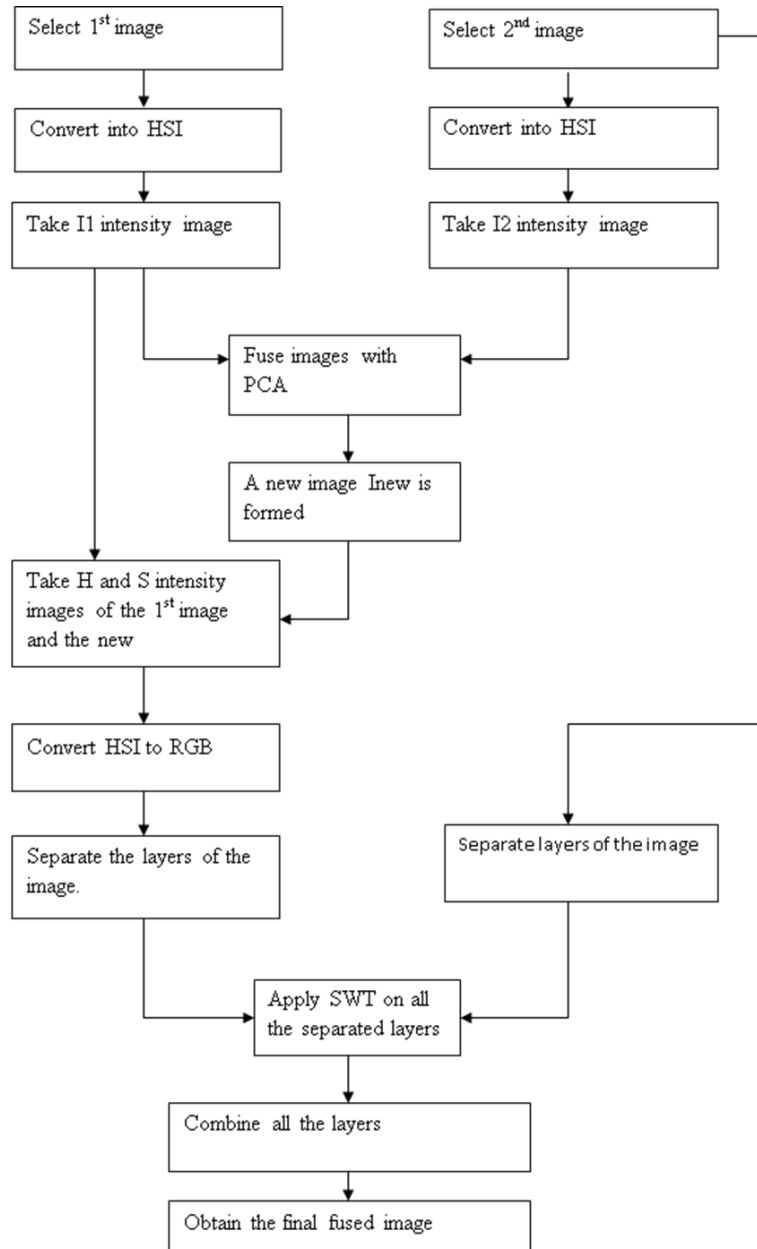 Select 1st image
Select 2nd image
Convert into HSI
Convert into HSI
Take I1 intensity image
Take I2 intensity image
Fuse images with
PCA
A new image Inew is
formed
Take H and S intensity
images of the 1st image
and the new
Convert HSI to RGB
Separate the layers of the
image.
Separate layers of the image
Apply SWT on all
the separated layers
Combine all the layers
Obtain the final fused image